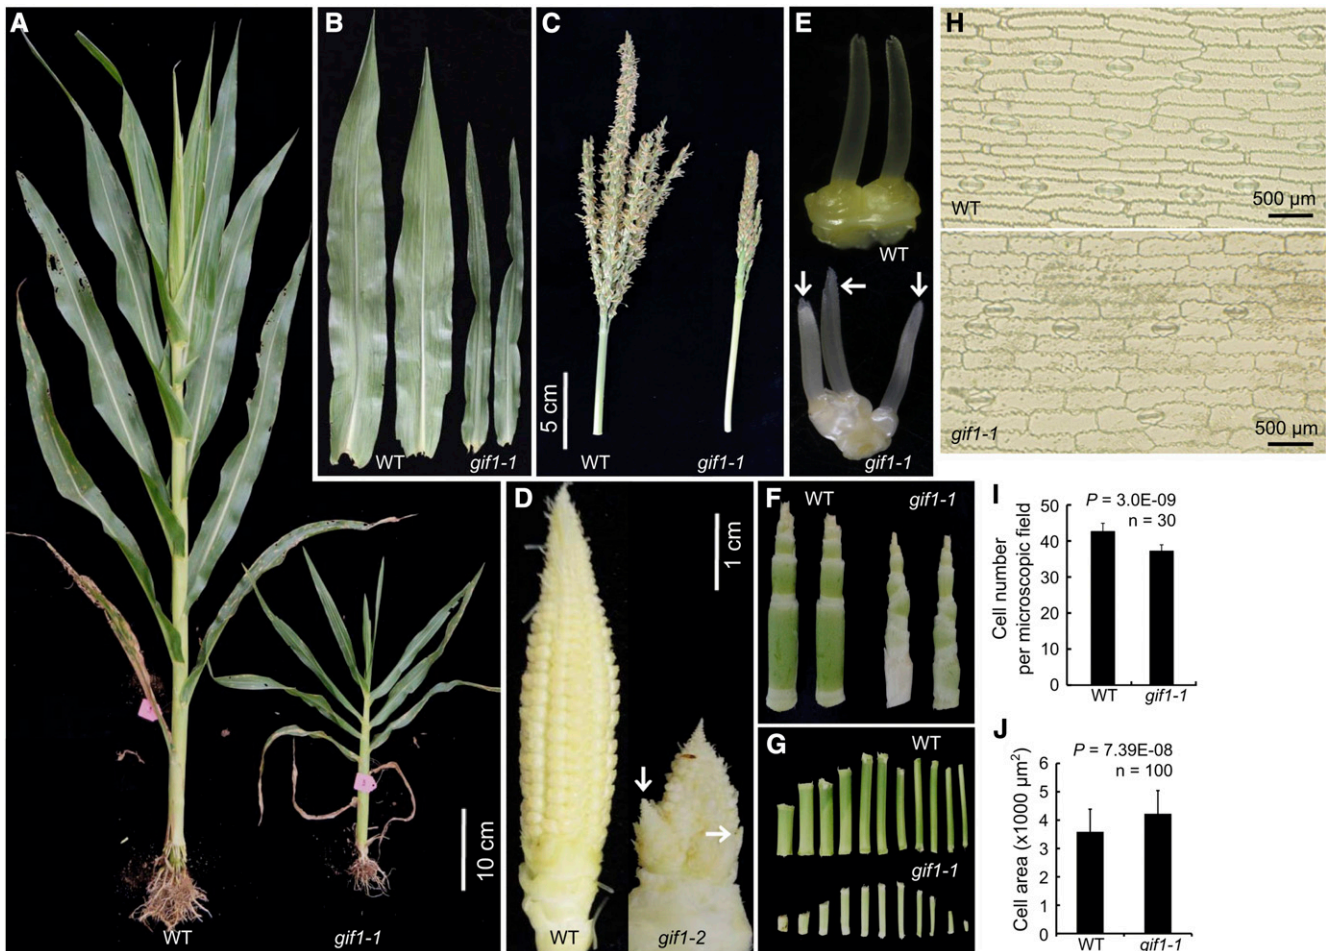 A
WT
gif1-1
10 cm
B
WT
gif1-1
C
5 cm
WT
gif1-1
D
1 cm
WT
gif1-2
E
WT
gif1-1
F
WT
gif1-1
G
WT
gif1-1
H
WT
500 µm
gif1-1
500 µm
I
P = 3.0E-09
n = 30
Cell number
per microscopic field
50
40
30
20
10
0
WT
gif1-1
J
P = 7.39E-08
n = 100
Cell area (x1000 µm²)
6
5
4
3
2
1
0
WT
gif1-1